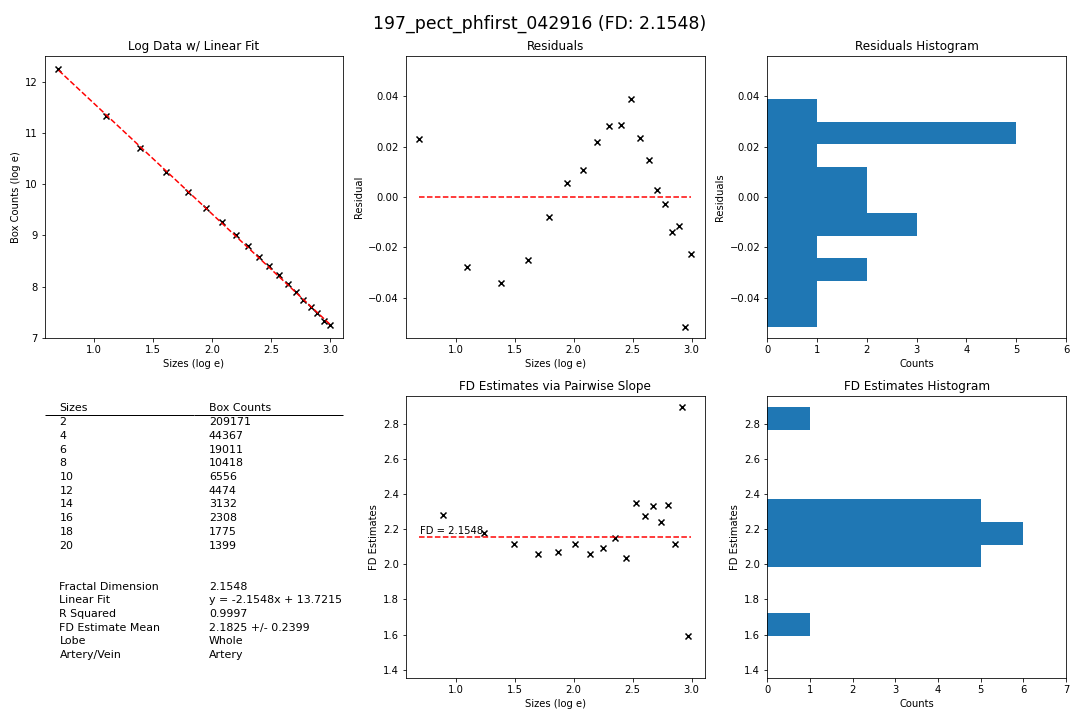 197_pect_phfirst_042916 (FD: 2.1548)
Log Data w/ Linear Fit
12
11
10
9
8
7
Box Counts (log e)
1.0 1.5 2.0 2.5 3.0
Sizes (log e)
Residuals
0.04
0.02
0.00
−0.02
−0.04
Residual
1.0 1.5 2.0 2.5 3.0
Sizes (log e)
Residuals Histogram
0.04
0.02
0.00
−0.02
−0.04
Residuals
0 1 2 3 4 5 6
Counts
Sizes Box Counts
2 209171
4 44367
6 19011
8 10418
10 6556
12 4474
14 3132
16 2308
18 1775
20 1399
Fractal Dimension 2.1548
Linear Fit y = -2.1548x + 13.7215
R Squared 0.9997
FD Estimate Mean 2.1825 +/- 0.2399
Lobe Whole
Artery/Vein Artery
FD Estimates via Pairwise Slope
2.8
2.6
2.4
2.2
2.0
1.8
1.6
1.4
FD Estimates
FD = 2.1548
1.0 1.5 2.0 2.5 3.0
Sizes (log e)
FD Estimates Histogram
2.8
2.6
2.4
2.2
2.0
1.8
1.6
1.4
FD Estimates
0 1 2 3 4 5 6 7
Counts